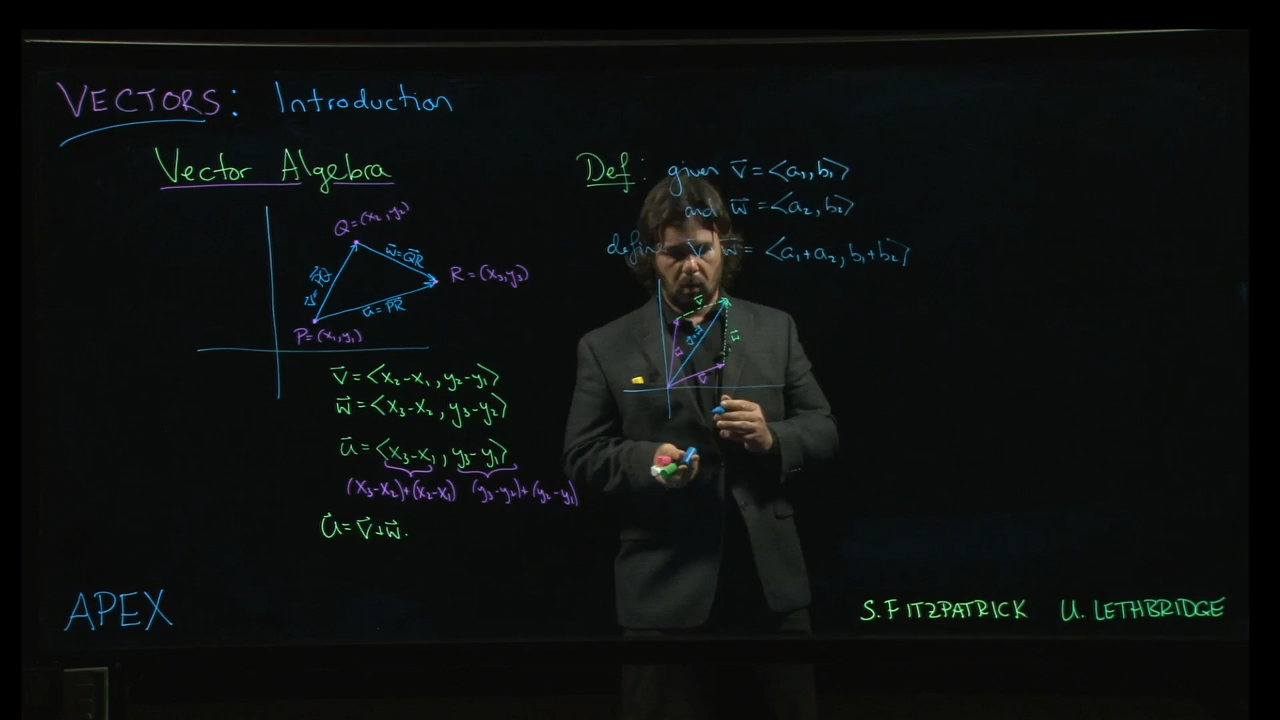 VECTORS: Introduction
Vector Algebra
Q=(x₂,y₂)
v⃗=PQ⃗
w⃗=QR⃗
R=(x₃,y₃)
u⃗=PR⃗
P=(x₁,y₁)
v⃗=⟨x₂-x₁, y₂-y₁⟩
w⃗=⟨x₃-x₂, y₃-y₂⟩
u⃗=⟨x₃-x₁, y₃-y₁⟩
(x₃-x₂)+(x₂-x₁) (y₃-y₂)+(y₂-y₁)
u⃗=v⃗+w⃗.
APEX
Def: given v⃗=⟨a₁,b₁⟩
and w⃗=⟨a₂,b₂⟩
define v⃗+w⃗=⟨a₁+a₂, b₁+b₂⟩
v⃗
w⃗
v⃗+w⃗
w⃗
v⃗
S. FITZPATRICK U. LETHBRIDGE